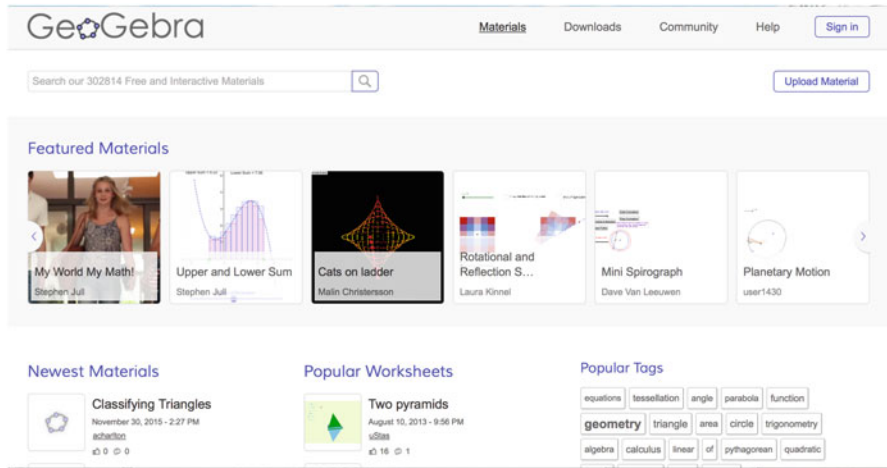 GeoGebra
Materials Downloads Community Help Sign in
Search our 302814 Free and Interactive Materials
Upload Material
Featured Materials
My World My Math!
Stephen Jull
Upper and Lower Sum
Stephen Jull
Cats on ladder
Malin Christersson
Rotational and
Reflection S...
Laura Kinnel
Mini Spirograph
Dave Van Leeuwen
Planetary Motion
user1430
Newest Materials
Classifying Triangles
November 30, 2015 - 2:27 PM
acharlton
0 0
Popular Worksheets
Two pyramids
August 10, 2013 - 9:56 PM
uStas
16 1
Popular Tags
equations tessellation angle parabola function
geometry triangle area circle trigonometry
algebra calculus linear of pythagorean quadratic